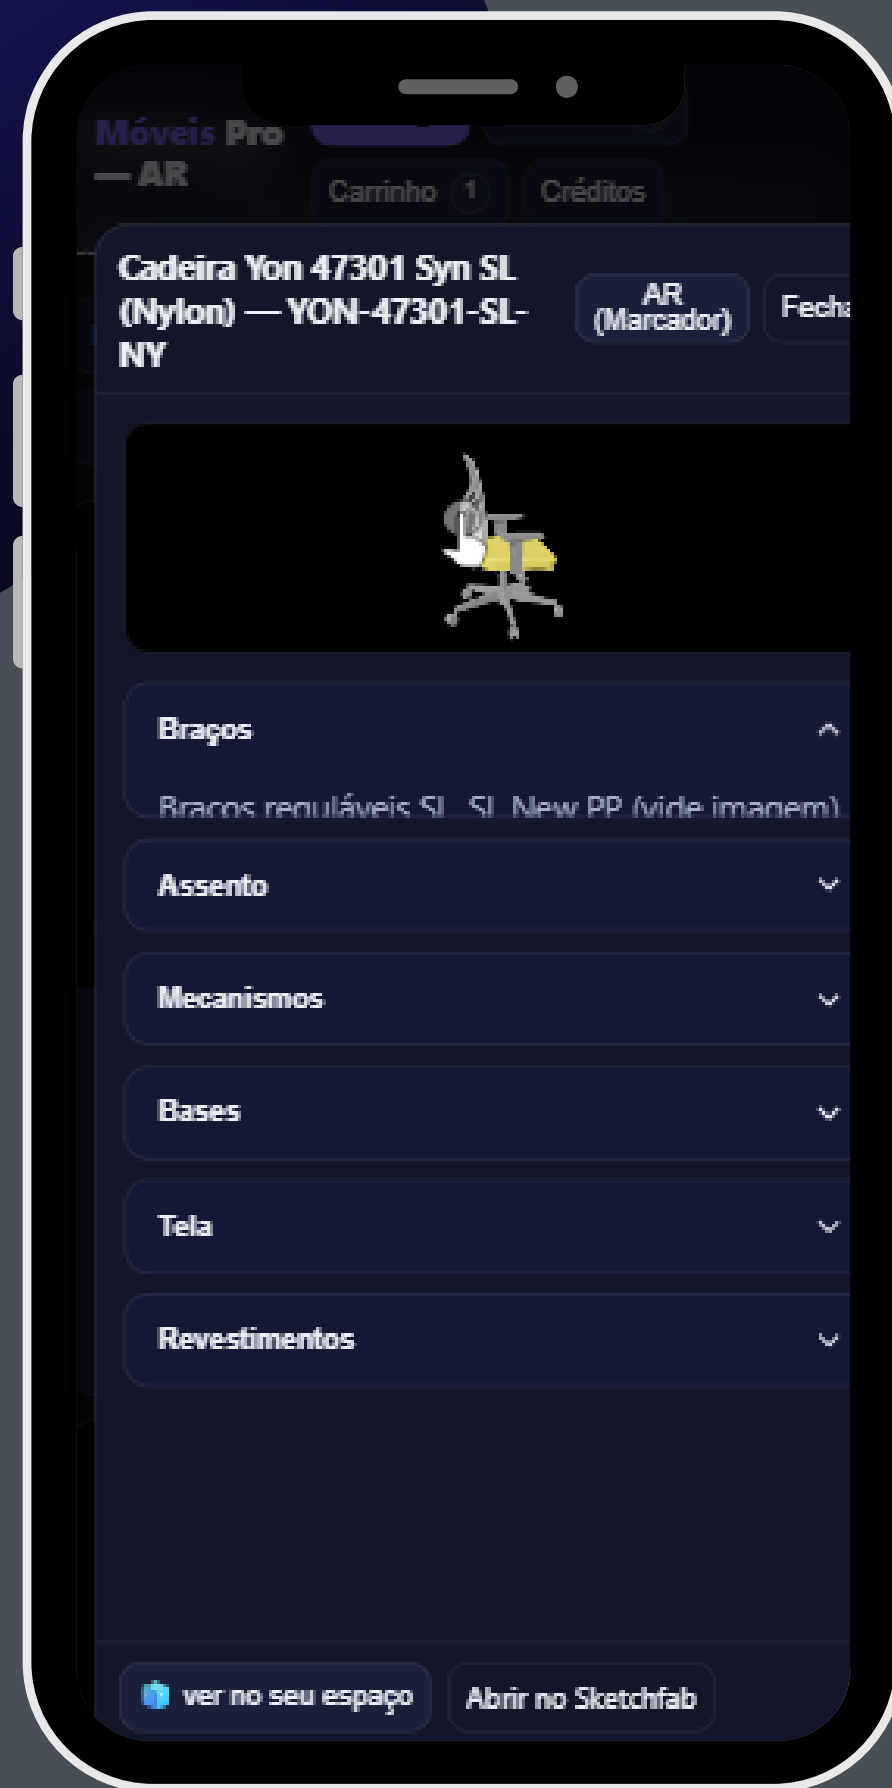 Móveis Pro
— AR
Carrinho 1
Créditos
Cadeira Yon 47301 Syn SL
(Nylon) — YON-47301-SL-
NY
AR
(Marcador)
Fecha
Braços
Braços reguláveis SL, SL New PP (vide imagem)
Assento
Mecanismos
Bases
Tela
Revestimentos
ver no seu espaço
Abrir no Sketchfab